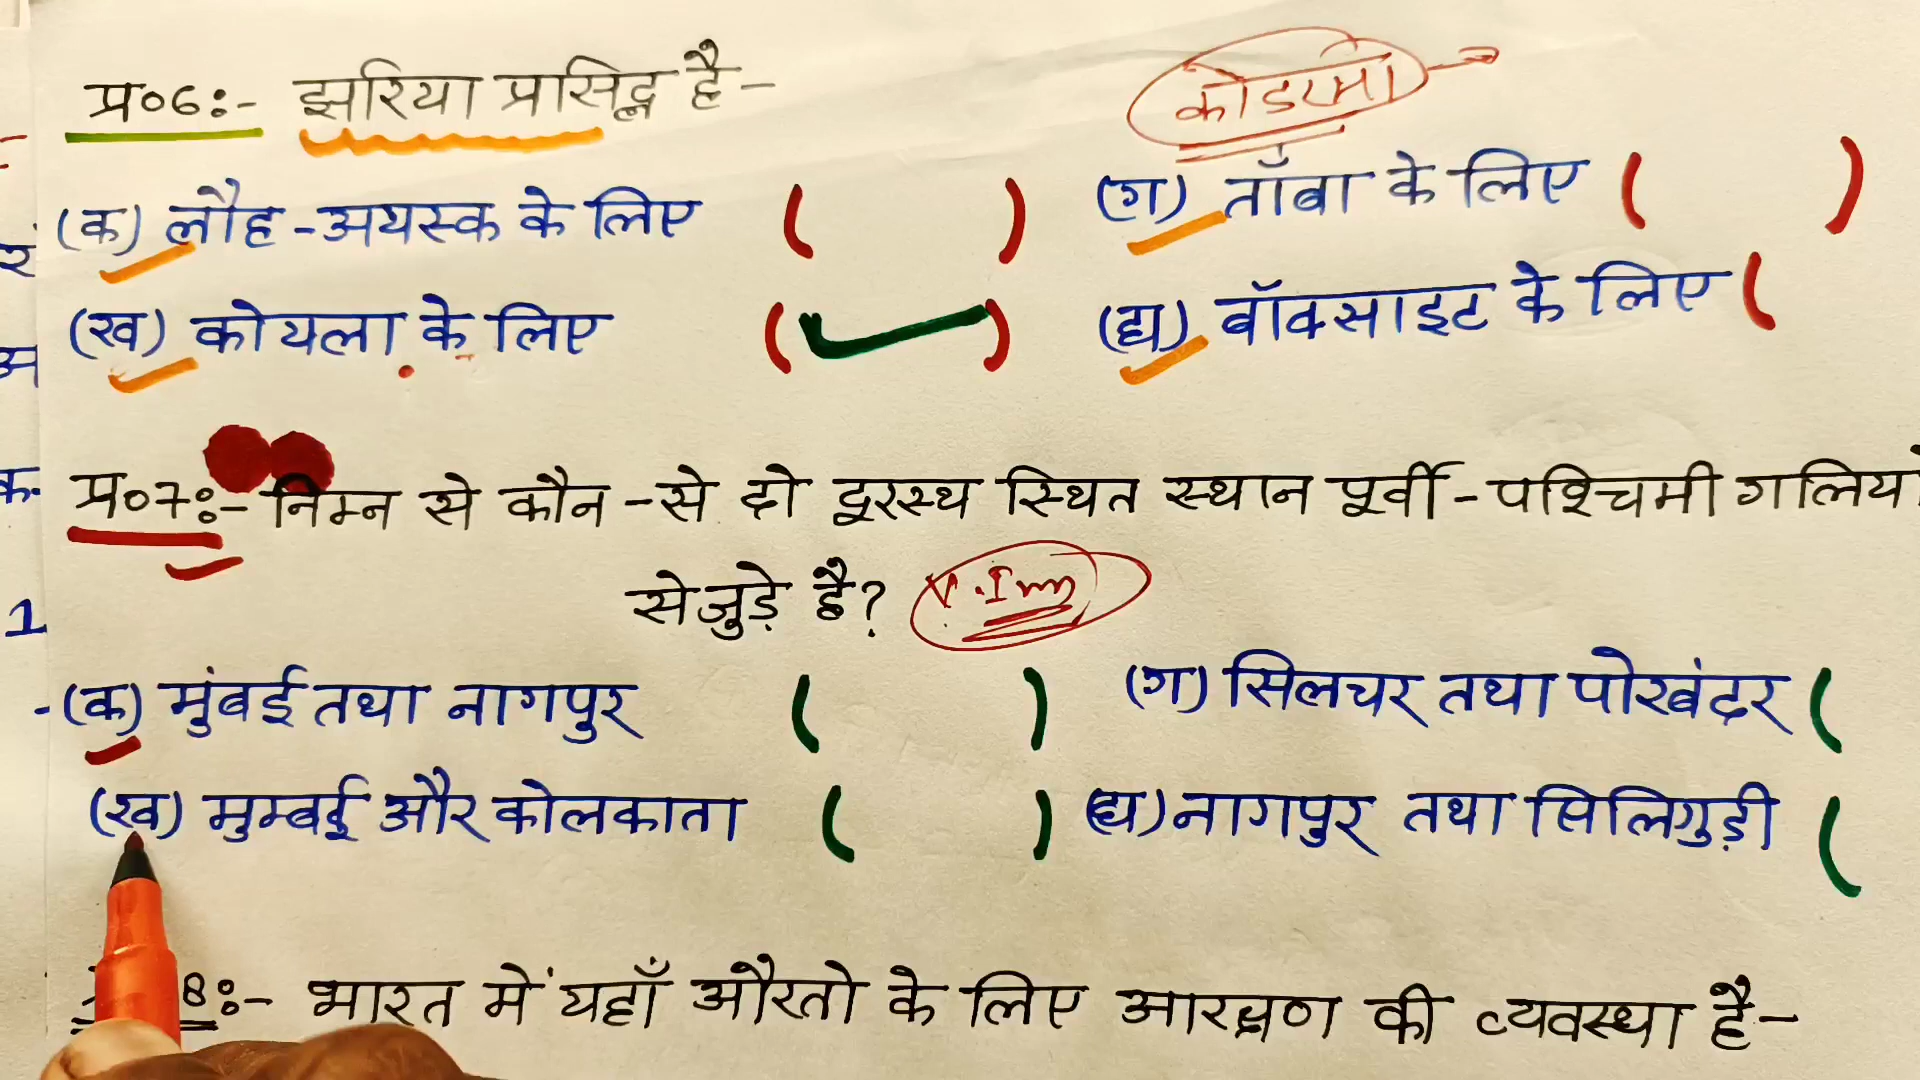 प्र०6:- झरिया प्रसिद्ध है-
कोडरमा
(क) लौह-अयस्क के लिए ( )
(ग) ताँबा के लिए ( )
(ख) कोयला के लिए ( ✓ )
(घ) बॉक्साइट के लिए (
प्र०7:- निम्न से कौन-से दो दूरस्थ स्थित स्थान पूर्वी-पश्चिमी गलियो
से जुड़े है? V.Imp
(क) मुंबई तथा नागपुर ( )
(ग) सिलचर तथा पोरबंदर (
(ख) मुम्बई और कोलकाता ( )
(घ) नागपुर तथा सिलिगुड़ी (
8:- भारत में यहाँ औरतो के लिए आरक्षण की व्यवस्था है-